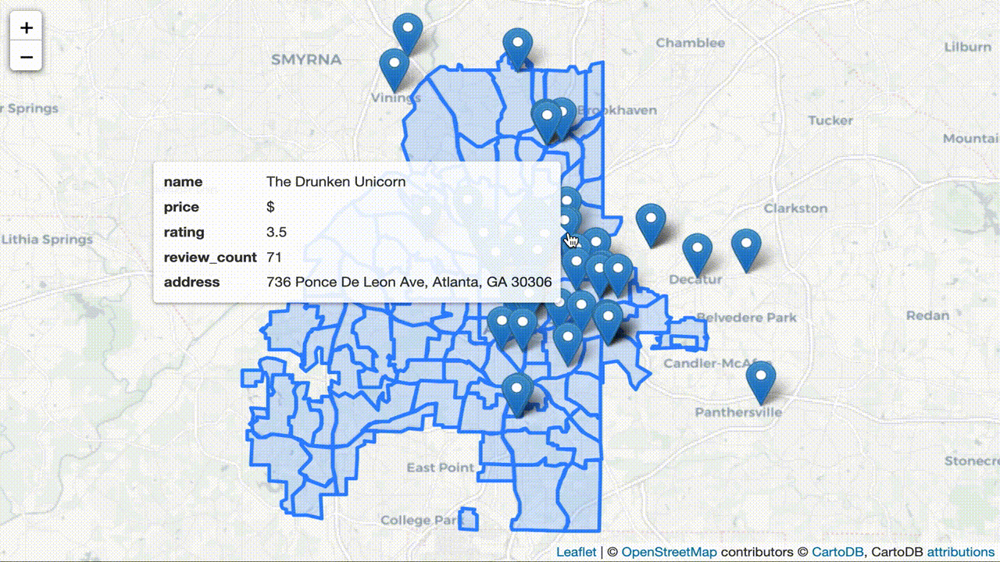 +
−
SMYRNA
Chamblee
Lilburn
Vinings
Brookhaven
Tucker
r Springs
Mountai
name The Drunken Unicorn
price $
rating 3.5
review_count 71
address 736 Ponce De Leon Ave, Atlanta, GA 30306
Clarkston
Lithia Springs
Decatur
Belvedere Park
Redan
Candler-McAfee
Panthersville
East Point
Stonecr
College Park
Leaflet | © OpenStreetMap contributors © CartoDB, CartoDB attributions